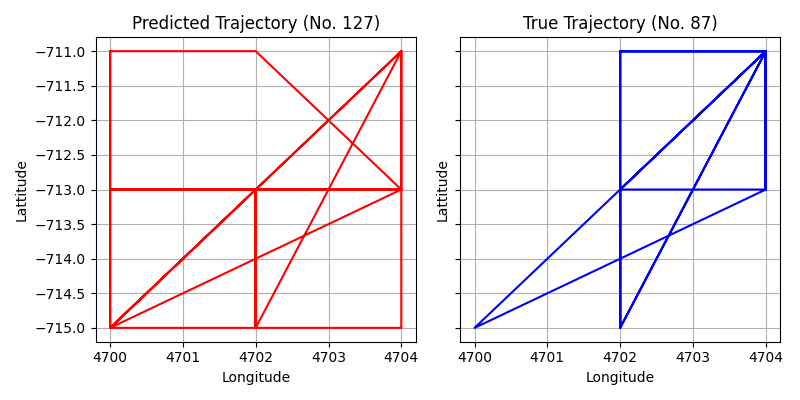 Predicted Trajectory (No. 127)
True Trajectory (No. 87)
−711.0
−711.5
−712.0
−712.5
−713.0
−713.5
−714.0
−714.5
−715.0
Lattitude
Lattitude
4700 4701 4702 4703 4704
4700 4701 4702 4703 4704
Longitude
Longitude